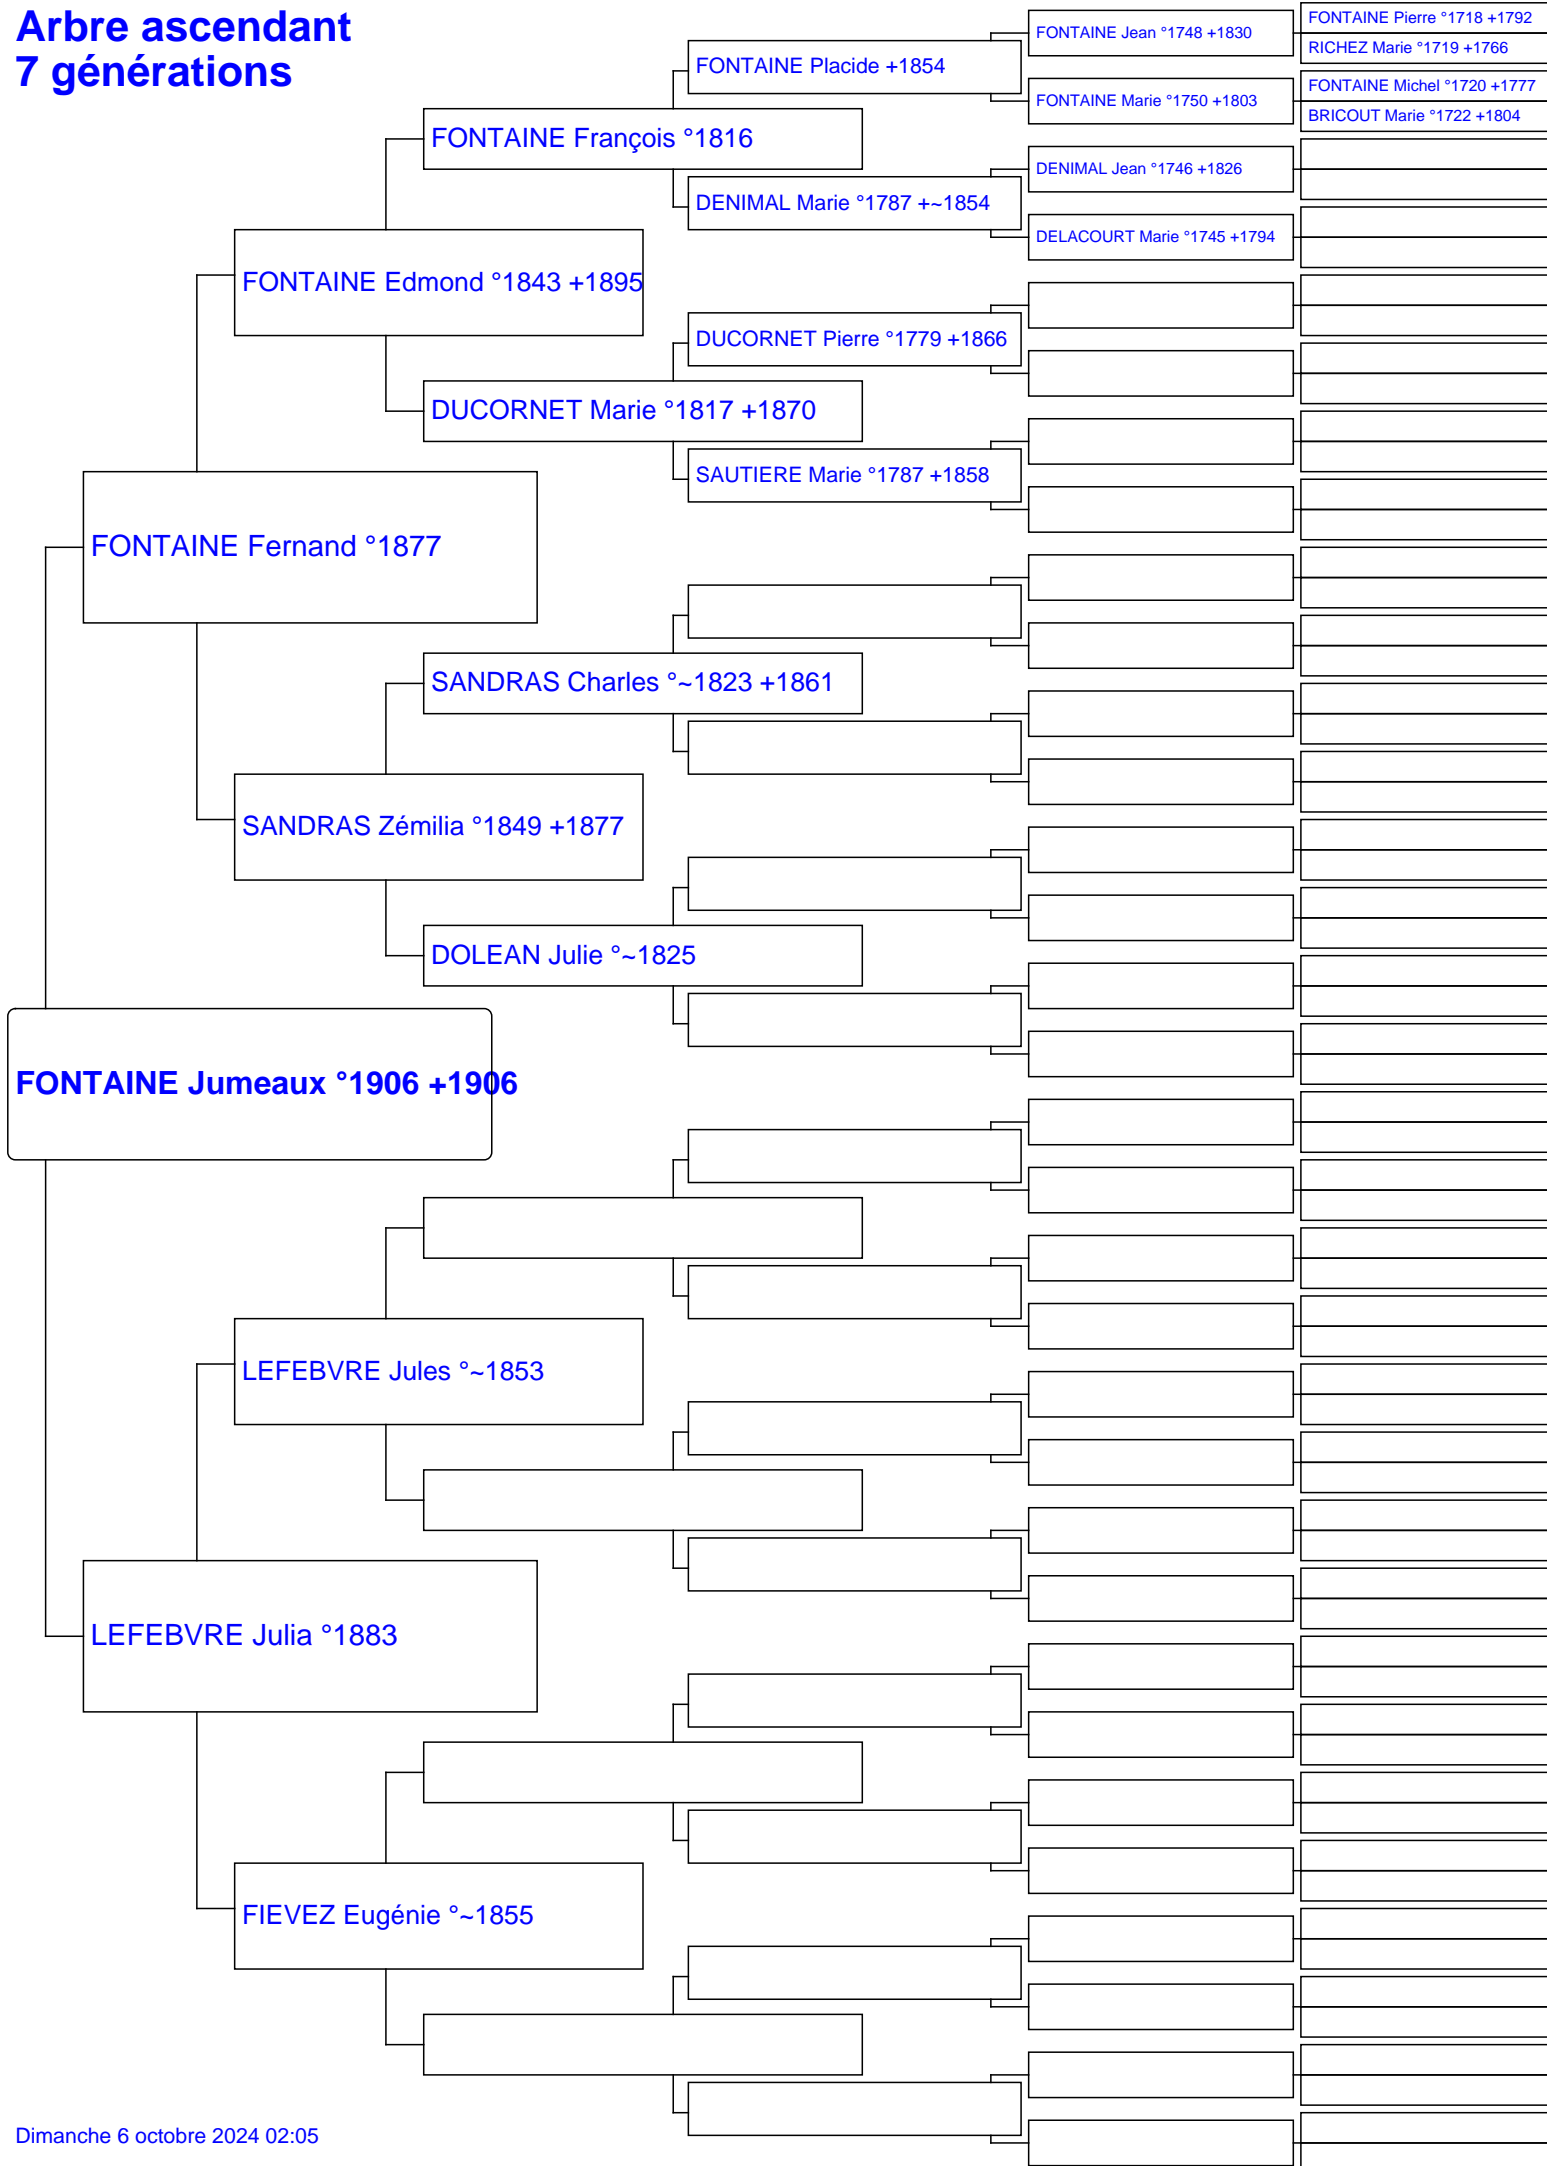 Arbre ascendant
7 générations
FONTAINE Jean °1748 +1830
FONTAINE Pierre °1718 +1792
RICHEZ Marie °1719 +1766
FONTAINE Placide +1854
FONTAINE Marie °1750 +1803
FONTAINE Michel °1720 +1777
BRICOUT Marie °1722 +1804
FONTAINE François °1816
DENIMAL Jean °1746 +1826
DENIMAL Marie °1787 +~1854
DELACOURT Marie °1745 +1794
FONTAINE Edmond °1843 +1895
DUCORNET Pierre °1779 +1866
DUCORNET Marie °1817 +1870
SAUTIERE Marie °1787 +1858
FONTAINE Fernand °1877
SANDRAS Charles °~1823 +1861
SANDRAS Zémilia °1849 +1877
DOLEAN Julie °~1825
FONTAINE Jumeaux °1906 +1906
LEFEBVRE Jules °~1853
LEFEBVRE Julia °1883
FIEVEZ Eugénie °~1855
Dimanche 6 octobre 2024 02:05